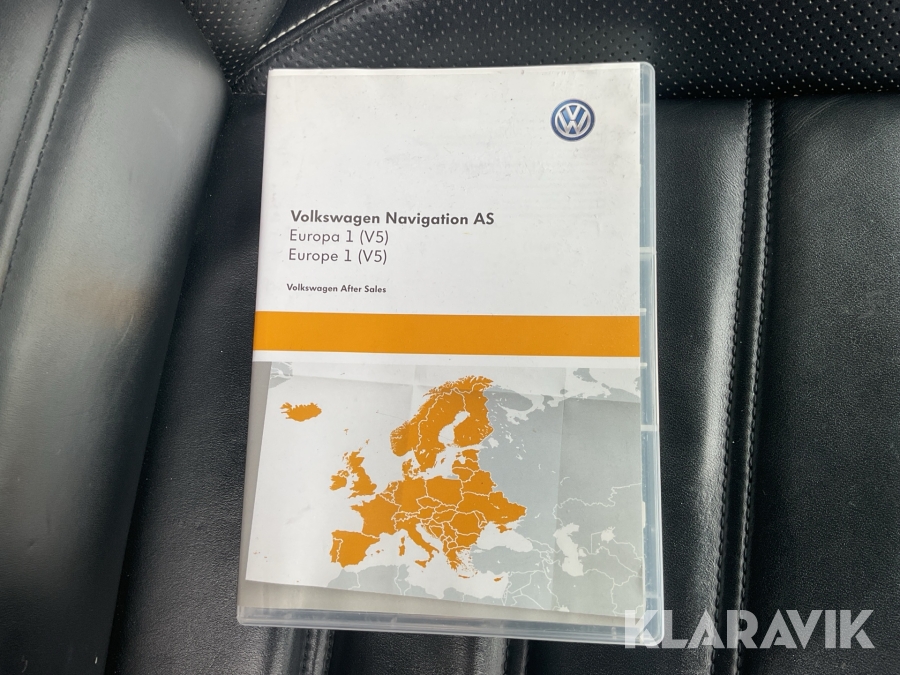 Volkswagen Navigation AS
Europa 1 (V5)
Europe 1 (V5)
Volkswagen After Sales
KLARAVIK